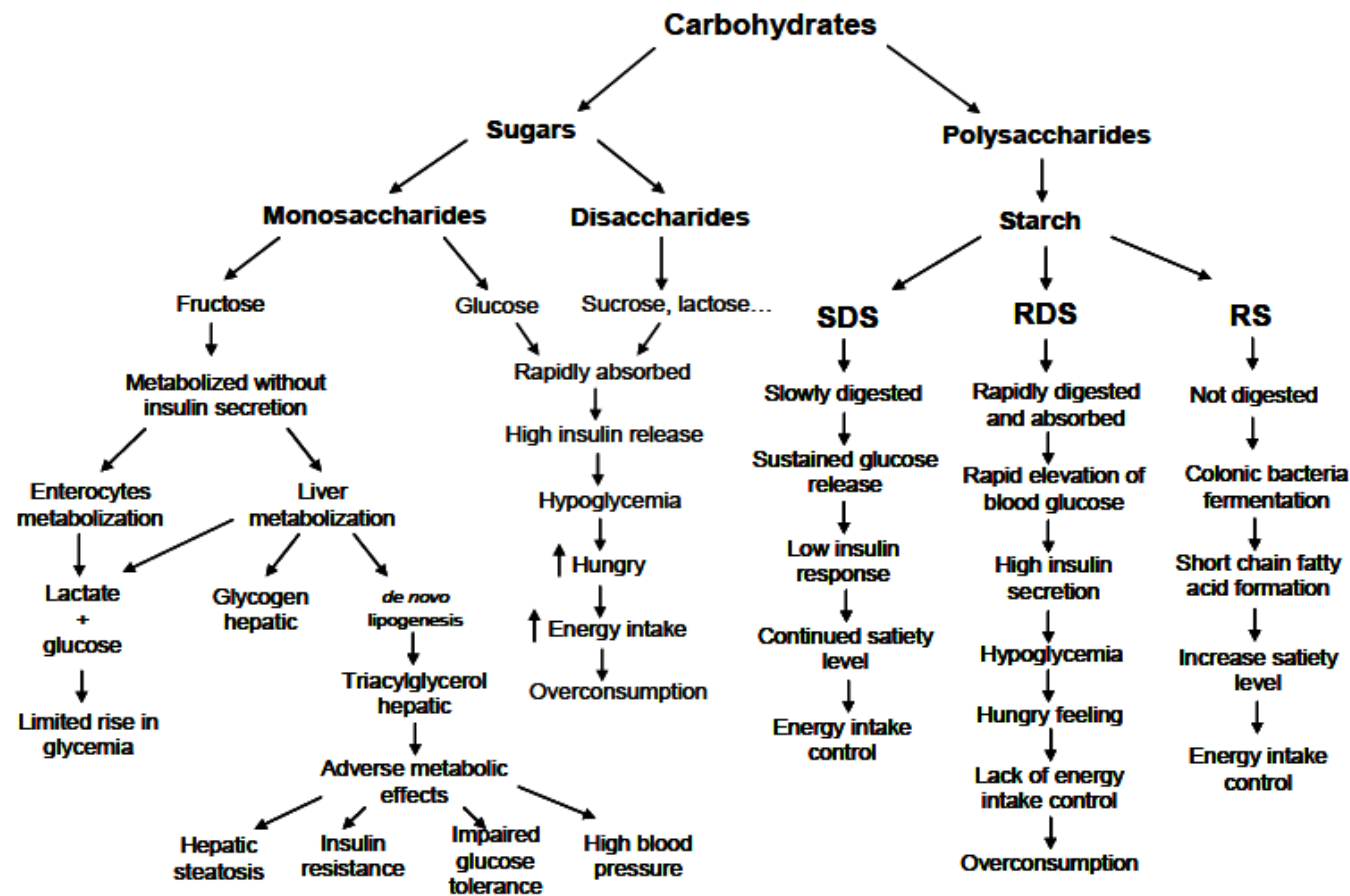 Carbohydrates
Sugars
Polysaccharides
Monosaccharides
Disaccharides
Starch
Fructose
Glucose
Sucrose, lactose...
SDS
RDS
RS
Metabolized without
insulin secretion
Rapidly absorbed
High insulin release
Hypoglycemia
Hungry
Energy intake
Overconsumption
Enterocytes
metabolization
Liver
metabolization
Lactate
+
glucose
Limited rise in
glycemia
Glycogen
hepatic
de novo
lipogenesis
Triacylglycerol
hepatic
Adverse metabolic
effects
Hepatic
steatosis
Insulin
resistance
Impaired
glucose
tolerance
High blood
pressure
Slowly digested
Sustained glucose
release
Low insulin
response
Continued satiety
level
Energy intake
control
Rapidly digested
and absorbed
Rapid elevation of
blood glucose
High insulin
secretion
Hypoglycemia
Hungry feeling
Lack of energy
intake control
Overconsumption
Not digested
Colonic bacteria
fermentation
Short chain fatty
acid formation
Increase satiety
level
Energy intake
control